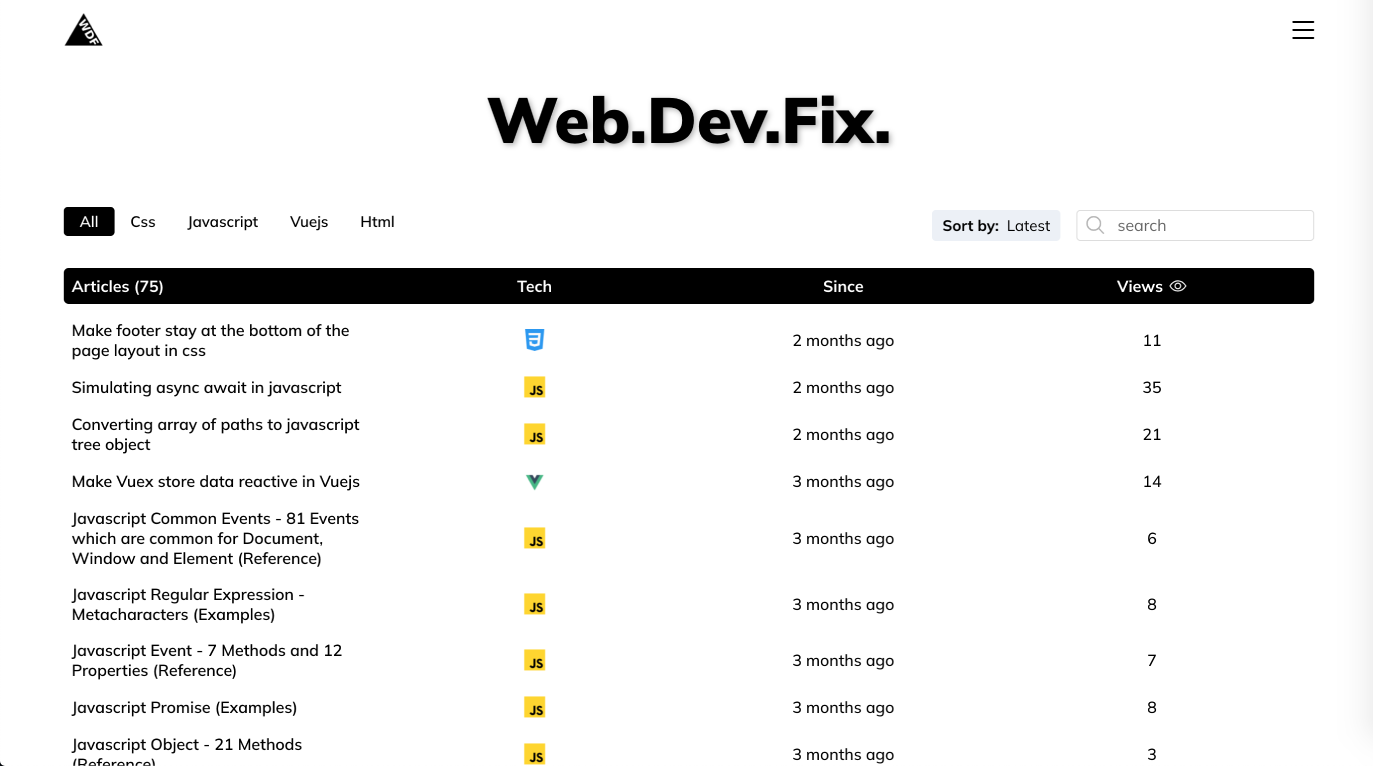 WDF
Web.Dev.Fix.
All Css Javascript Vuejs Html
Sort by: Latest search
Articles (75) Tech Since Views
Make footer stay at the bottom of the
page layout in css
2 months ago 11
Simulating async await in javascript JS 2 months ago 35
Converting array of paths to javascript
tree object
JS 2 months ago 21
Make Vuex store data reactive in Vuejs 3 months ago 14
Javascript Common Events - 81 Events
which are common for Document,
Window and Element (Reference)
JS 3 months ago 6
Javascript Regular Expression -
Metacharacters (Examples)
JS 3 months ago 8
Javascript Event - 7 Methods and 12
Properties (Reference)
JS 3 months ago 7
Javascript Promise (Examples) JS 3 months ago 8
Javascript Object - 21 Methods
(Reference)
JS 3 months ago 3